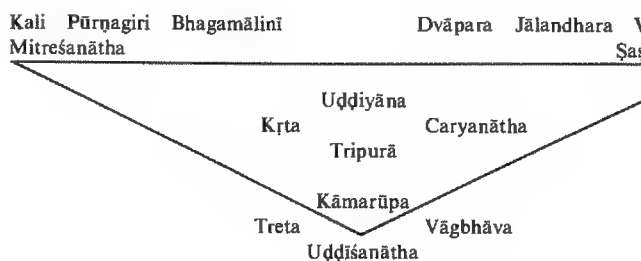 Kali Pūrṇagiri Bhagamālinī Dvāpara Jālandhara
Mitreśanātha
Uḍḍiyāna
Kṛta Caryanātha
Tripurā
Kāmarūpa
Treta Vāgbhāva
Uḍḍīśanātha